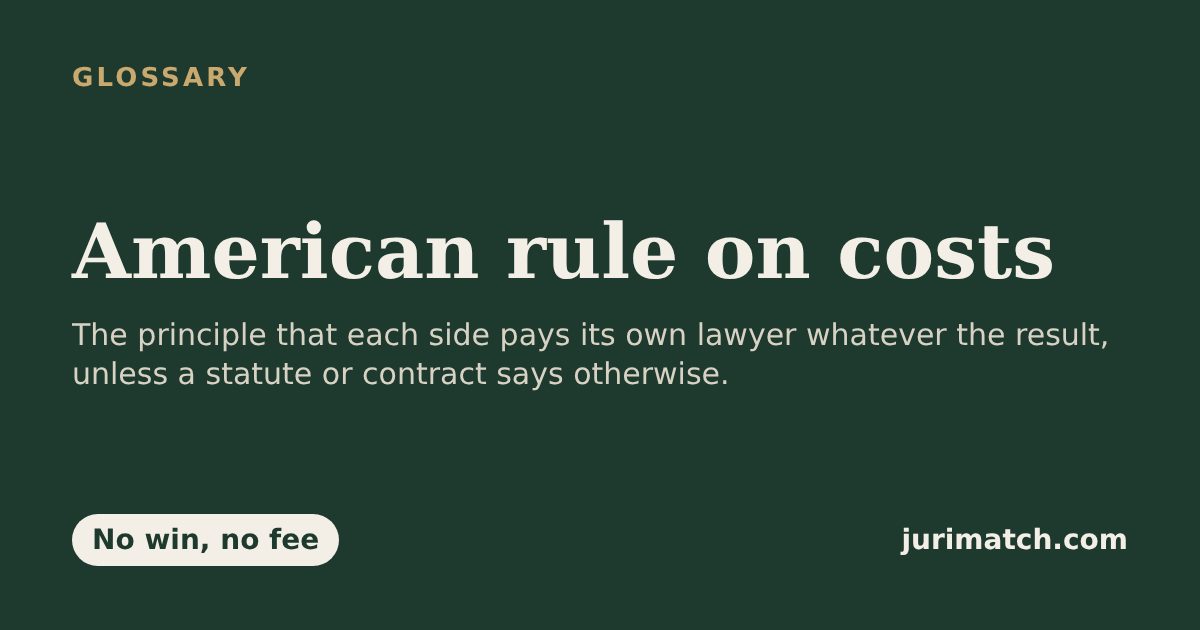 GLOSSARY
American rule on costs
The principle that each side pays its own lawyer whatever the result,
unless a statute or contract says otherwise.
No win, no fee
jurimatch.com